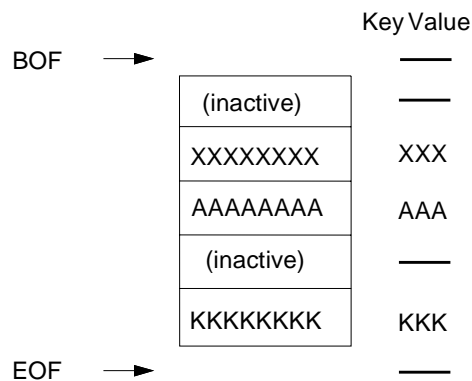 Key Value
BOF
(inactive)
XXXXXXXX XXX
AAAAAAAA AAA
(inactive)
KKKKKKKK KKK
EOF